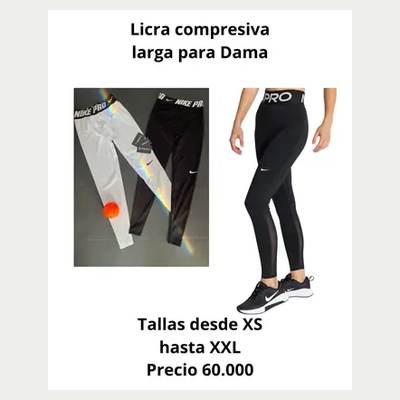 Licra compresiva
larga para Dama
NIKE PRO
NIKE PRO
PRO
Tallas desde XS
hasta XXL
Precio 60.000